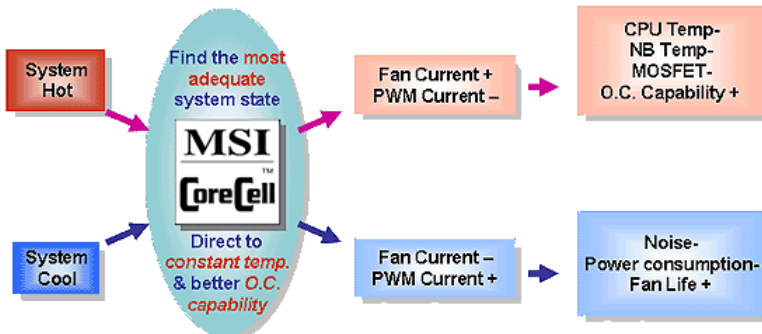 System
Hot
System
Cool
Find the most
adequate
system state
MSI
CoreCell™
Direct to
constant temp.
& better O.C.
capability
Fan Current +
PWM Current –
Fan Current –
PWM Current +
CPU Temp-
NB Temp-
MOSFET-
O.C. Capability +
Noise-
Power consumption-
Fan Life +